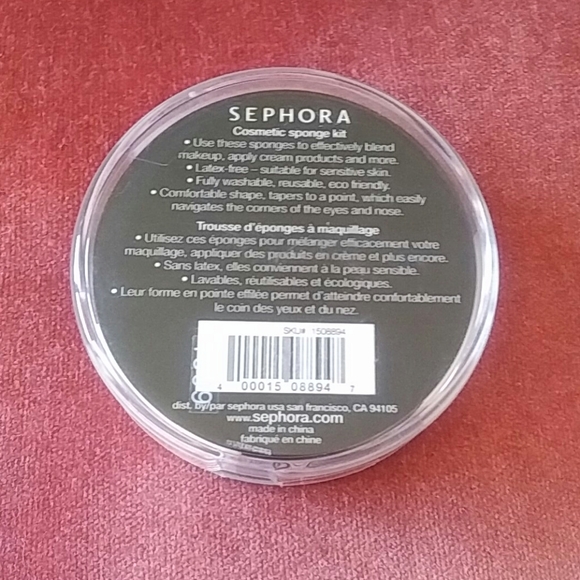 SEPHORA
Cosmetic sponge kit
• Use these sponges to effectively blend
makeup, apply cream products and more.
• Latex-free – suitable for sensitive skin.
• Fully washable, reusable, eco friendly.
• Comfortable shape, tapers to a point, which easily
navigates the corners of the eyes and nose.
Trousse d'éponges à maquillage
• Utilisez ces éponges pour mélanger efficacement votre
maquillage, appliquer des produits en crème et plus encore.
• Sans latex, elles conviennent à la peau sensible.
• Lavables, réutilisables et écologiques.
• Leur forme en pointe effilée permet d'atteindre confortablement
le coin des yeux et du nez.
SKU# 1508894
4 00015 08894 7
dist. by/par sephora usa san francisco, CA 94105
www.sephora.com
made in china
fabriqué en chine